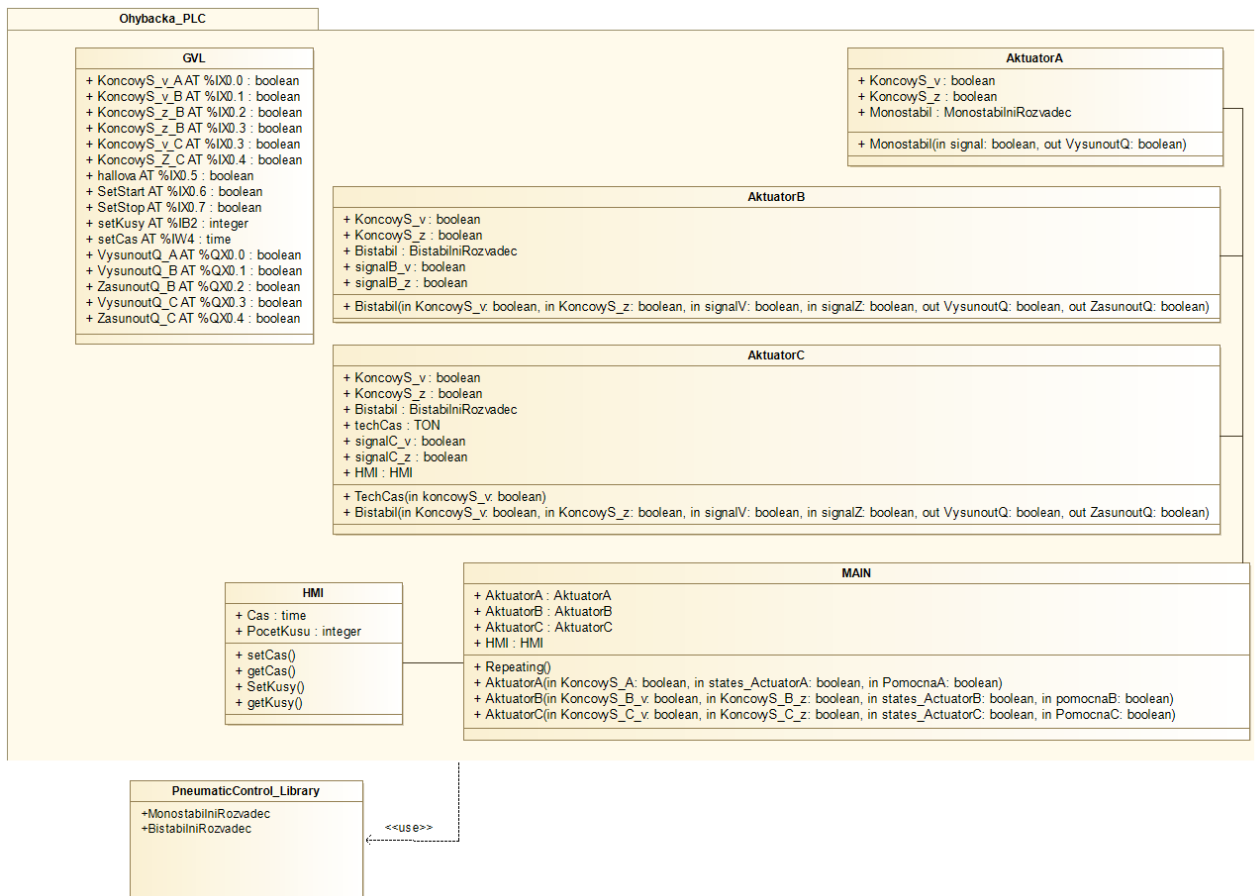 Ohybacka_PLC
GVL
+ KoncovyS_v_A AT %IX0.0 : boolean
+ KoncovyS_v_B AT %IX0.1 : boolean
+ KoncovyS_z_B AT %IX0.2 : boolean
+ KoncovyS_z_B AT %IX0.3 : boolean
+ KoncovyS_v_C AT %IX0.3 : boolean
+ KoncovyS_Z_C AT %IX0.4 : boolean
+ hallova AT %IX0.5 : boolean
+ SetStart AT %IX0.6 : boolean
+ SetStop AT %IX0.7 : boolean
+ setKusy AT %IB2 : integer
+ setCas AT %IW4 : time
+ VysunoutQ_A AT %QX0.0 : boolean
+ VysunoutQ_B AT %QX0.1 : boolean
+ ZasunoutQ_B AT %QX0.2 : boolean
+ VysunoutQ_C AT %QX0.3 : boolean
+ ZasunoutQ_C AT %QX0.4 : boolean
AktuatorA
+ KoncovyS_v : boolean
+ KoncovyS_z : boolean
+ Monostabil : MonostabilniRozvadec
+ Monostabil(in signal: boolean, out VysunoutQ: boolean)
AktuatorB
+ KoncovyS_v : boolean
+ KoncovyS_z : boolean
+ Bistabil : BistabilniRozvadec
+ signalB_v : boolean
+ signalB_z : boolean
+ Bistabil(in KoncovyS_v: boolean, in KoncovyS_z: boolean, in signalV: boolean, in signalZ: boolean, out VysunoutQ: boolean, out ZasunoutQ: boolean)
AktuatorC
+ KoncovyS_v : boolean
+ KoncovyS_z : boolean
+ Bistabil : BistabilniRozvadec
+ techCas : TON
+ signalC_v : boolean
+ signalC_z : boolean
+ HMI : HMI
+ TechCas(in koncovyS_v: boolean)
+ Bistabil(in KoncovyS_v: boolean, in KoncovyS_z: boolean, in signalV: boolean, in signalZ: boolean, out VysunoutQ: boolean, out ZasunoutQ: boolean)
HMI
+ Cas : time
+ PocetKusu : integer
+ setCas()
+ getCas()
+ SetKusy()
+ getKusy()
MAIN
+ AktuatorA : AktuatorA
+ AktuatorB : AktuatorB
+ AktuatorC : AktuatorC
+ HMI : HMI
+ Repeating()
+ AktuatorA(in KoncovyS_A: boolean, in states_ActuatorA: boolean, in PomocnaA: boolean)
+ AktuatorB(in KoncovyS_B_v: boolean, in KoncovyS_B_z: boolean, in states_ActuatorB: boolean, in pomocnaB: boolean)
+ AktuatorC(in KoncovyS_C_v: boolean, in KoncovyS_C_z: boolean, in states_ActuatorC: boolean, in PomocnaC: boolean)
PneumaticControl_Library
+MonostabilniRozvadec
+BistabilniRozvadec
<<use>>